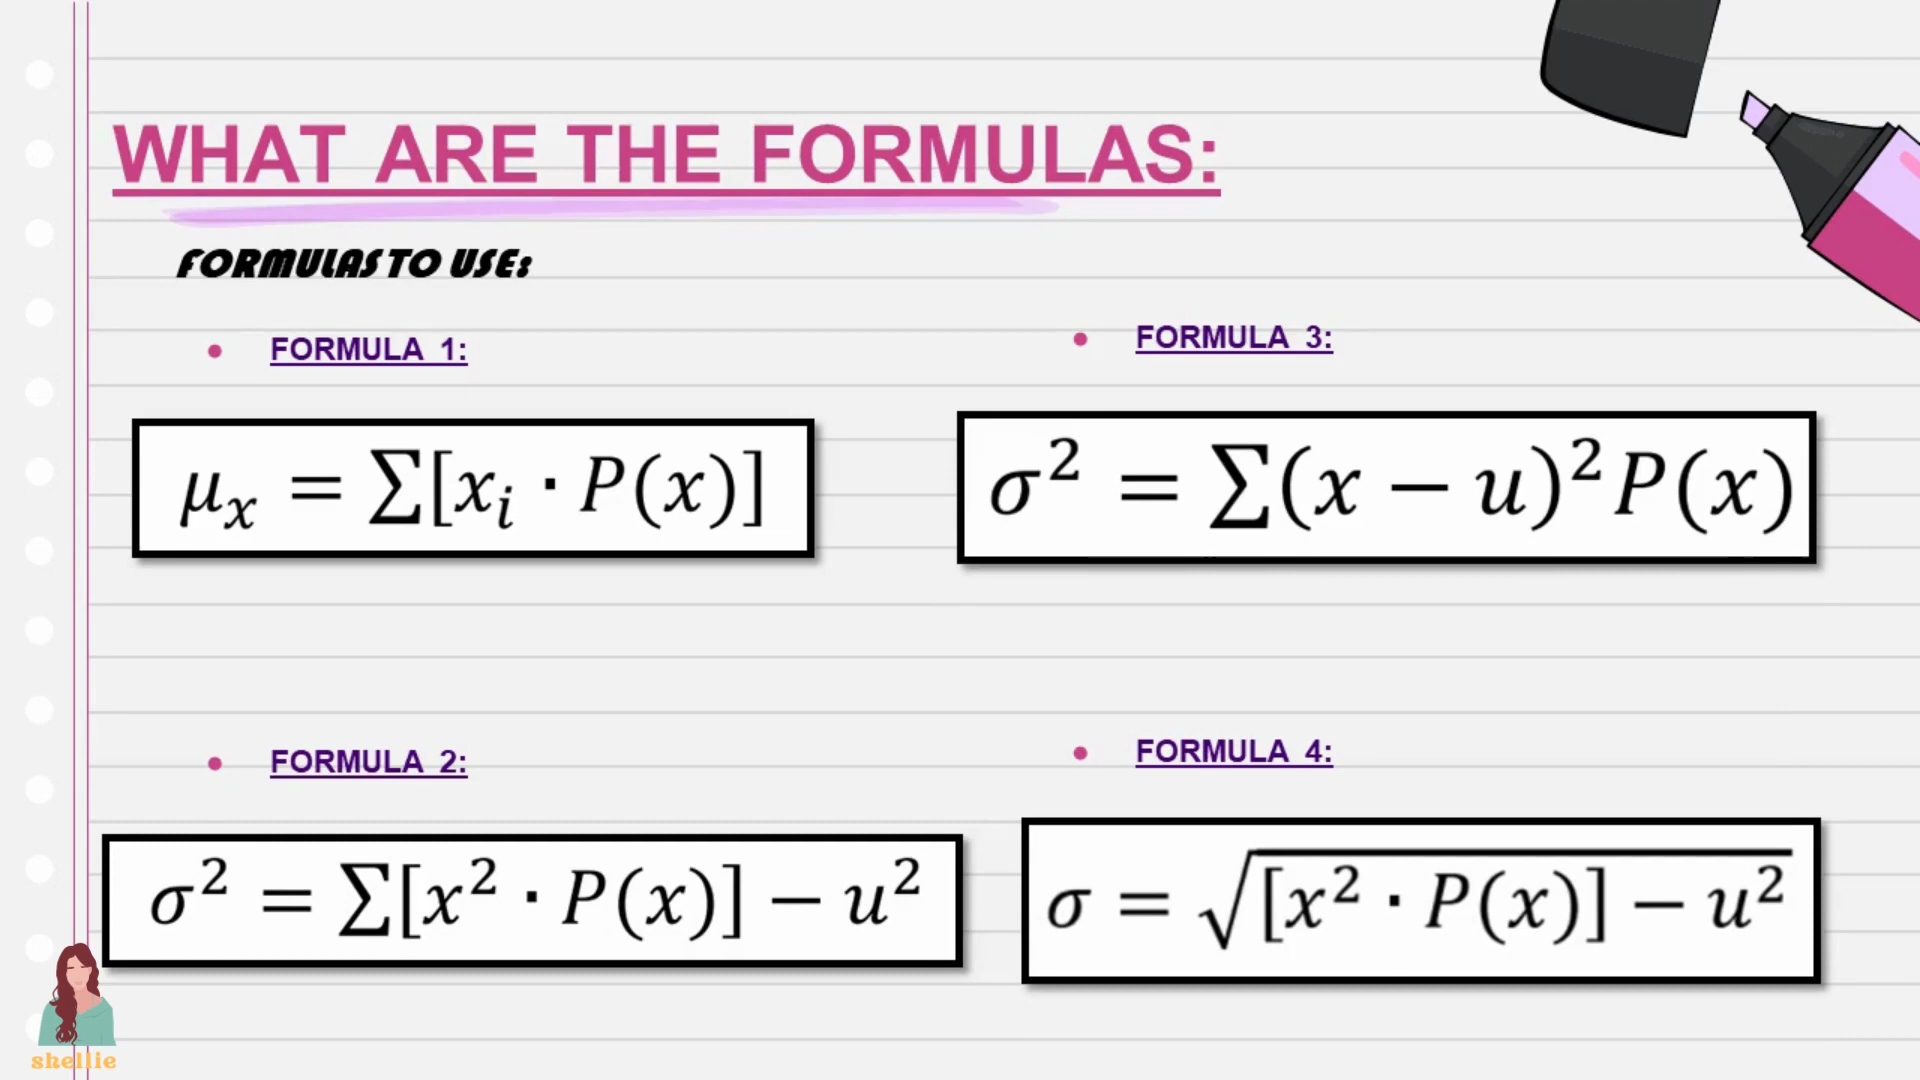 WHAT ARE THE FORMULAS:
FORMULAS TO USE:
FORMULA 1:
μₓ = ∑[xᵢ · P(x)]
FORMULA 2:
σ² = ∑[x² · P(x)] − u²
FORMULA 3:
σ² = ∑(x − u)²P(x)
FORMULA 4:
σ = √[x² · P(x)] − u²
shellie